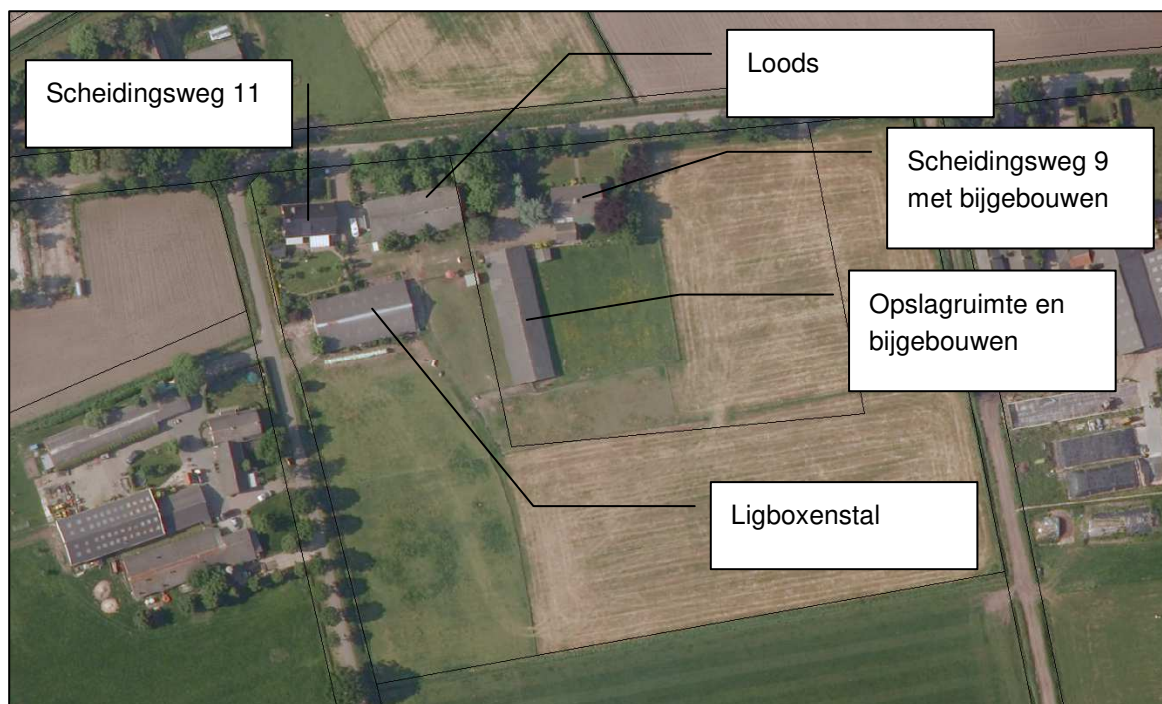 Scheidingsweg 11
Loods
Scheidingsweg 9
met bijgebouwen
Opslagruimte en
bijgebouwen
Ligboxenstal